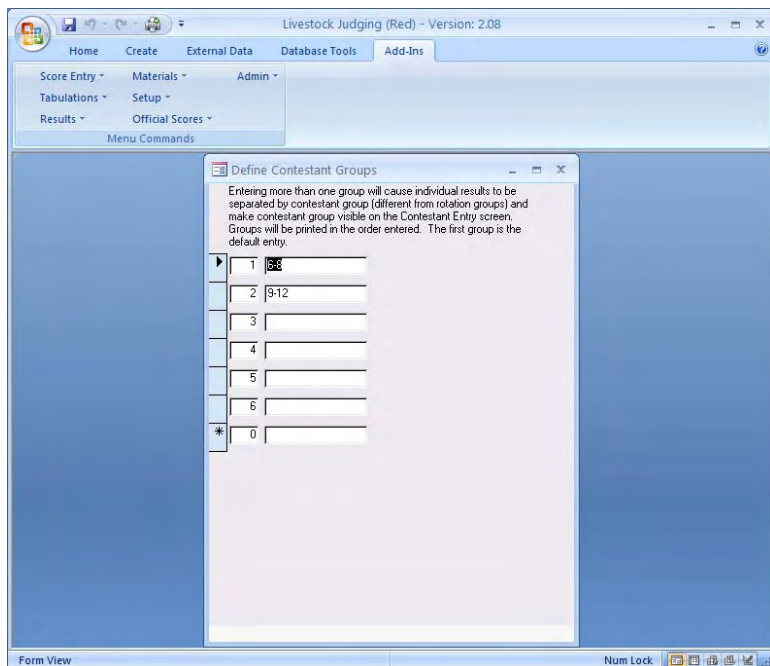 Livestock Judging (Red) - Version: 2.08
Home Create External Data Database Tools Add-Ins
Score Entry Materials Admin
Tabulations Setup
Results Official Scores
Menu Commands
Define Contestant Groups
Entering more than one group will cause individual results to be
separated by contestant group (different from rotation groups) and
make contestant group visible on the Contestant Entry screen.
Groups will be printed in the order entered. The first group is the
default entry.
1 6-8
2 9-12
3
4
5
6
* 0
Form View Num Lock